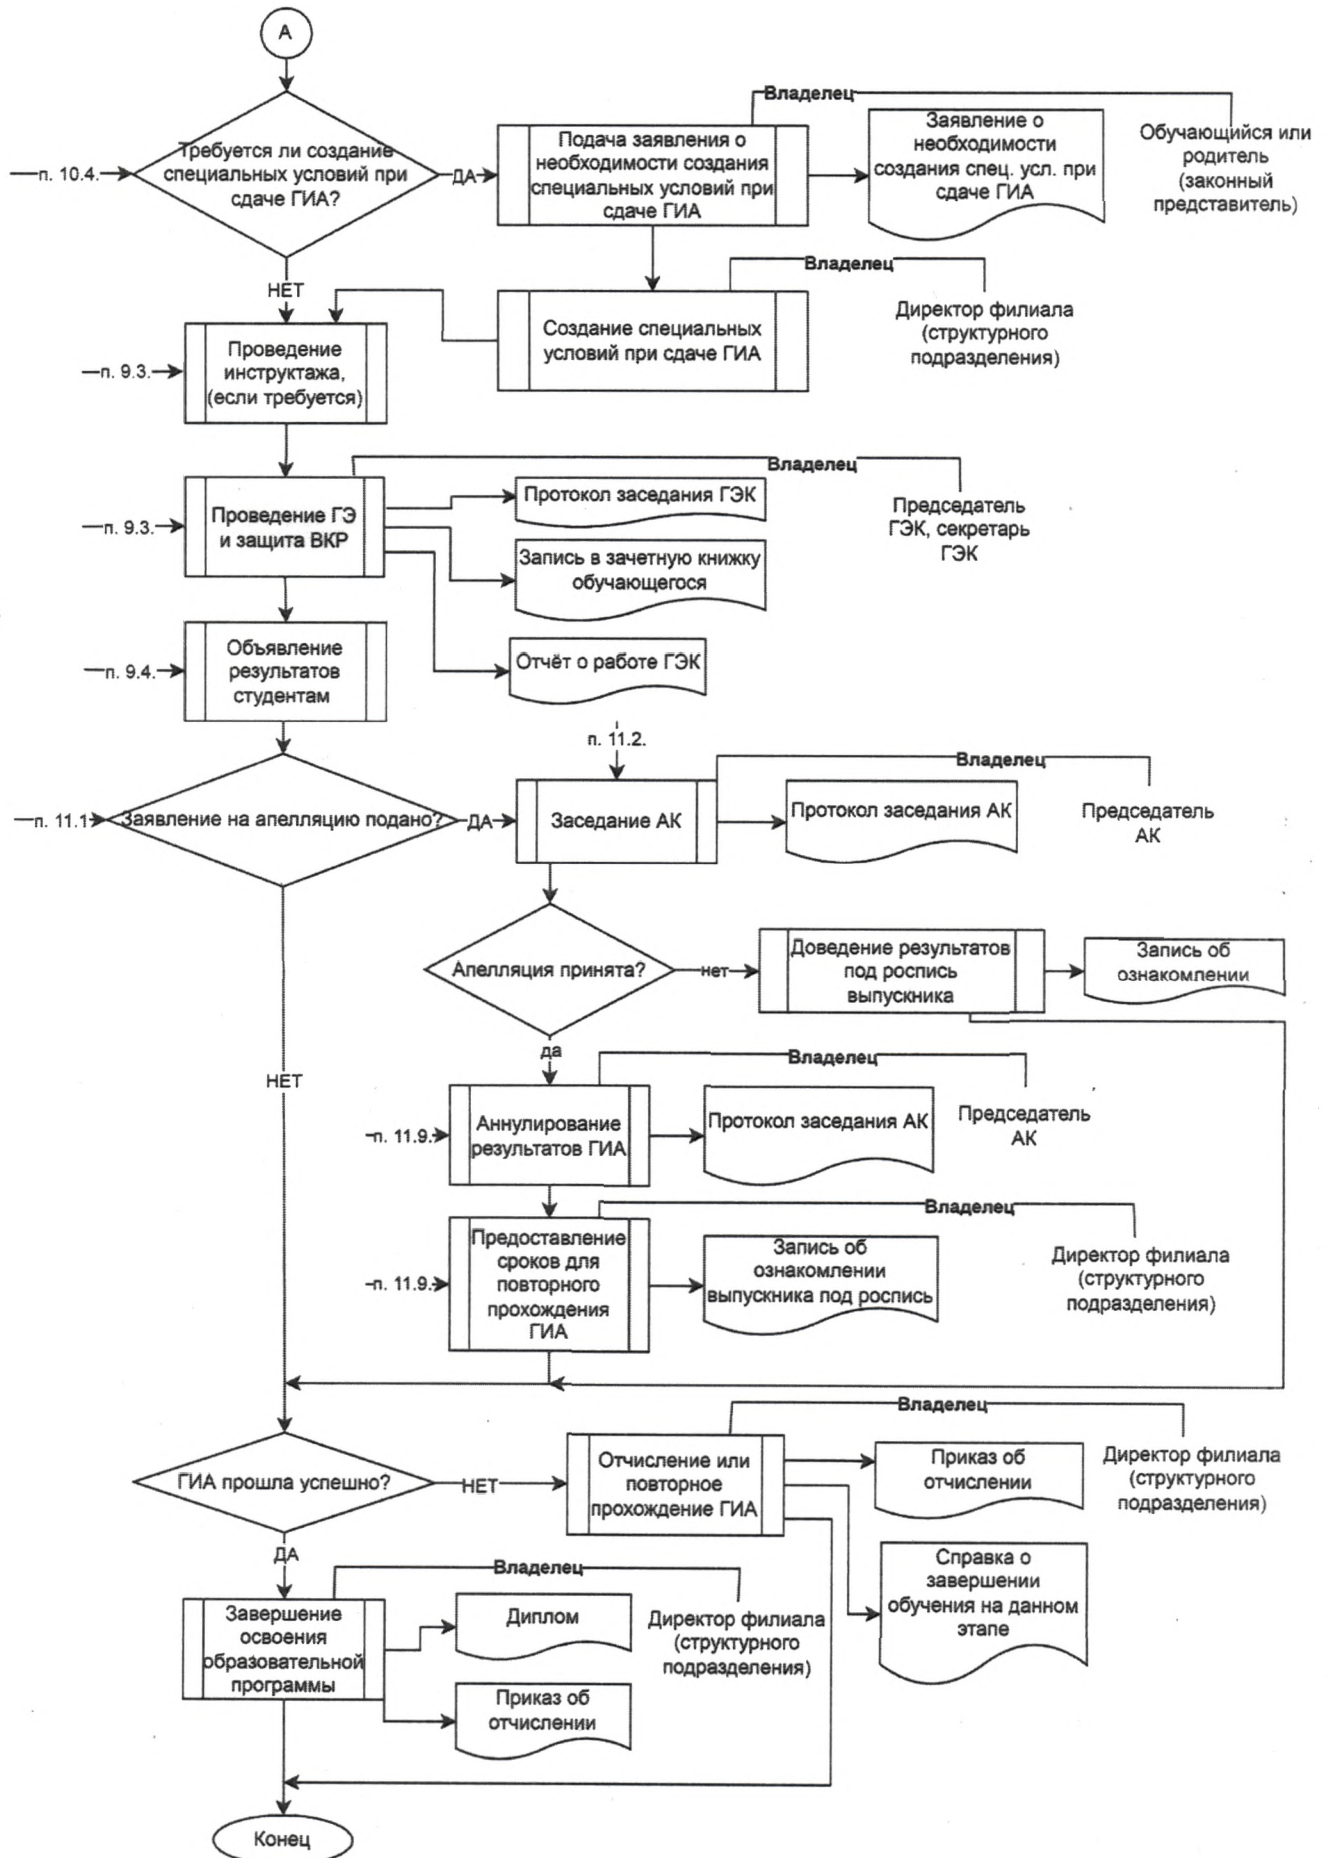 А
Владелец
Требуется ли создание
специальных условий при
сдаче ГИА?
п. 10.4.
ДА
Подача заявления о
необходимости создания
специальных условий при
сдаче ГИА
Заявление о
необходимости
создания спец. усл. при
сдаче ГИА
Обучающийся или
родитель
(законный
представитель)
НЕТ
Владелец
Создание специальных
условий при сдаче ГИА
Директор филиала
(структурного
подразделения)
п. 9.3.
Проведение
инструктажа,
(если требуется)
Владелец
п. 9.3.
Проведение ГЭ
и защита ВКР
Протокол заседания ГЭК
Запись в зачетную книжку
обучающегося
Председатель
ГЭК, секретарь
ГЭК
п. 9.4.
Объявление
результатов
студентам
Отчёт о работе ГЭК
п. 11.2.
Владелец
п. 11.1
Заявление на апелляцию подано?
ДА
Заседание АК
Протокол заседания АК
Председатель
АК
Апелляция принята?
нет
Доведение результатов
под роспись
выпускника
Запись об
ознакомлении
да
НЕТ
Владелец
п. 11.9.
Аннулирование
результатов ГИА
Протокол заседания АК
Председатель
АК
Владелец
п. 11.9.
Предоставление
сроков для
повторного
прохождения
ГИА
Запись об
ознакомлении
выпускника под роспись
Директор филиала
(структурного
подразделения)
Владелец
ГИА прошла успешно?
НЕТ
Отчисление или
повторное
прохождение ГИА
Приказ об
отчислении
Директор филиала
(структурного
подразделения)
ДА
Справка о
завершении
обучения на данном
этапе
Владелец
Завершение
освоения
образовательной
программы
Диплом
Директор филиала
(структурного
подразделения)
Приказ об
отчислении
Конец